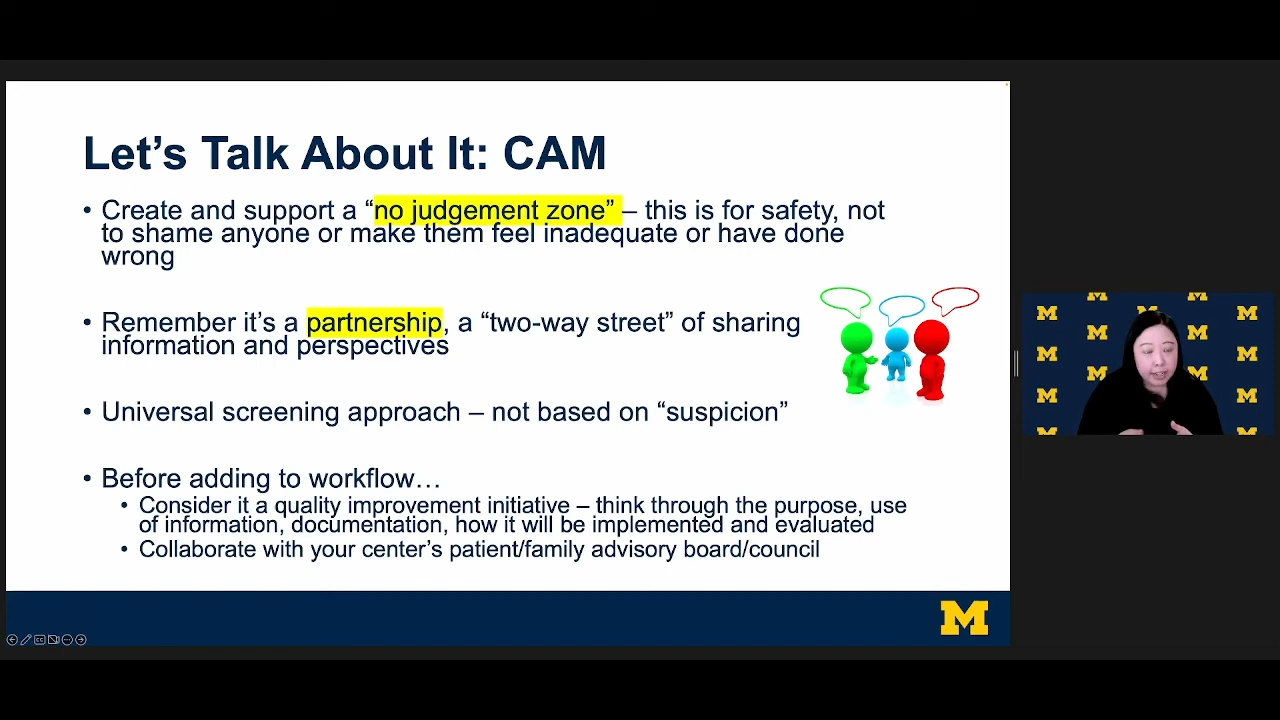 Let’s Talk About It: CAM
• Create and support a “no judgement zone” – this is for safety, not
to shame anyone or make them feel inadequate or have done
wrong
• Remember it’s a partnership, a “two-way street” of sharing
information and perspectives
• Universal screening approach – not based on “suspicion”
• Before adding to workflow…
• Consider it a quality improvement initiative – think through the purpose, use
of information, documentation, how it will be implemented and evaluated
• Collaborate with your center’s patient/family advisory board/council
M